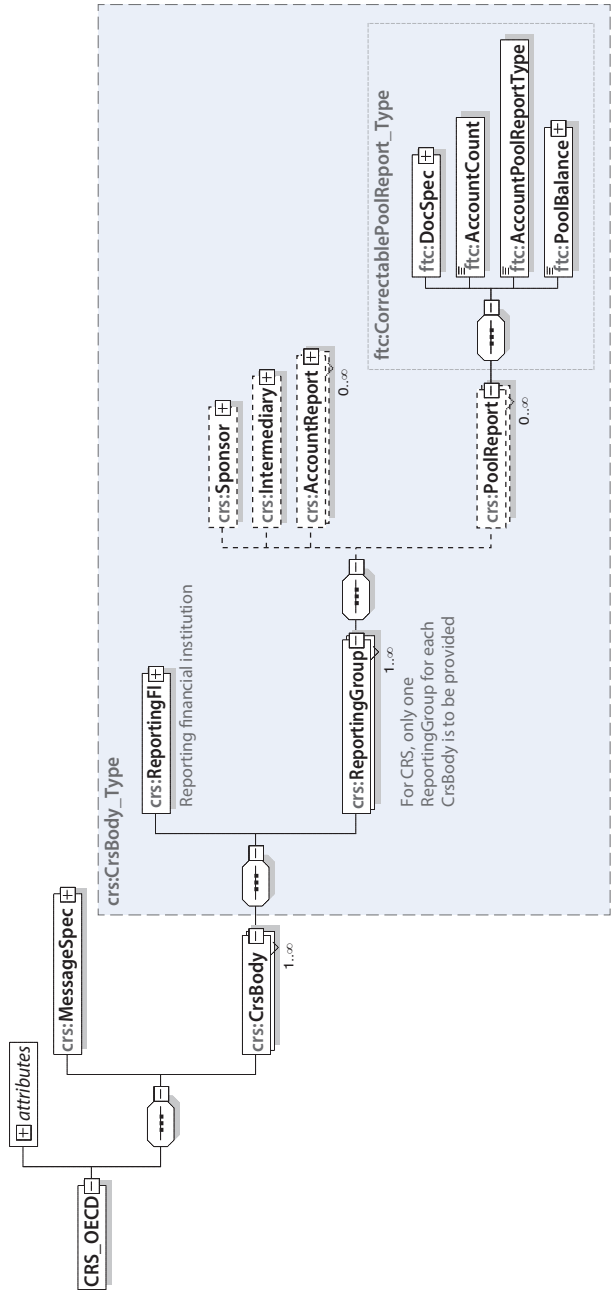 attributes
CRS_OECD
crs:MessageSpec
crs:CrsBody
1..∞
crs:CrsBody_Type
crs:ReportingFI
Reporting financial institution
crs:ReportingGroup
1..∞
For CRS, only one
ReportingGroup for each
CrsBody is to be provided
crs:Sponsor
crs:Intermediary
crs:AccountReport
0..∞
crs:PoolReport
0..∞
ftc:CorrectablePoolReport_Type
ftc:DocSpec
ftc:AccountCount
ftc:AccountPoolReportType
ftc:PoolBalance